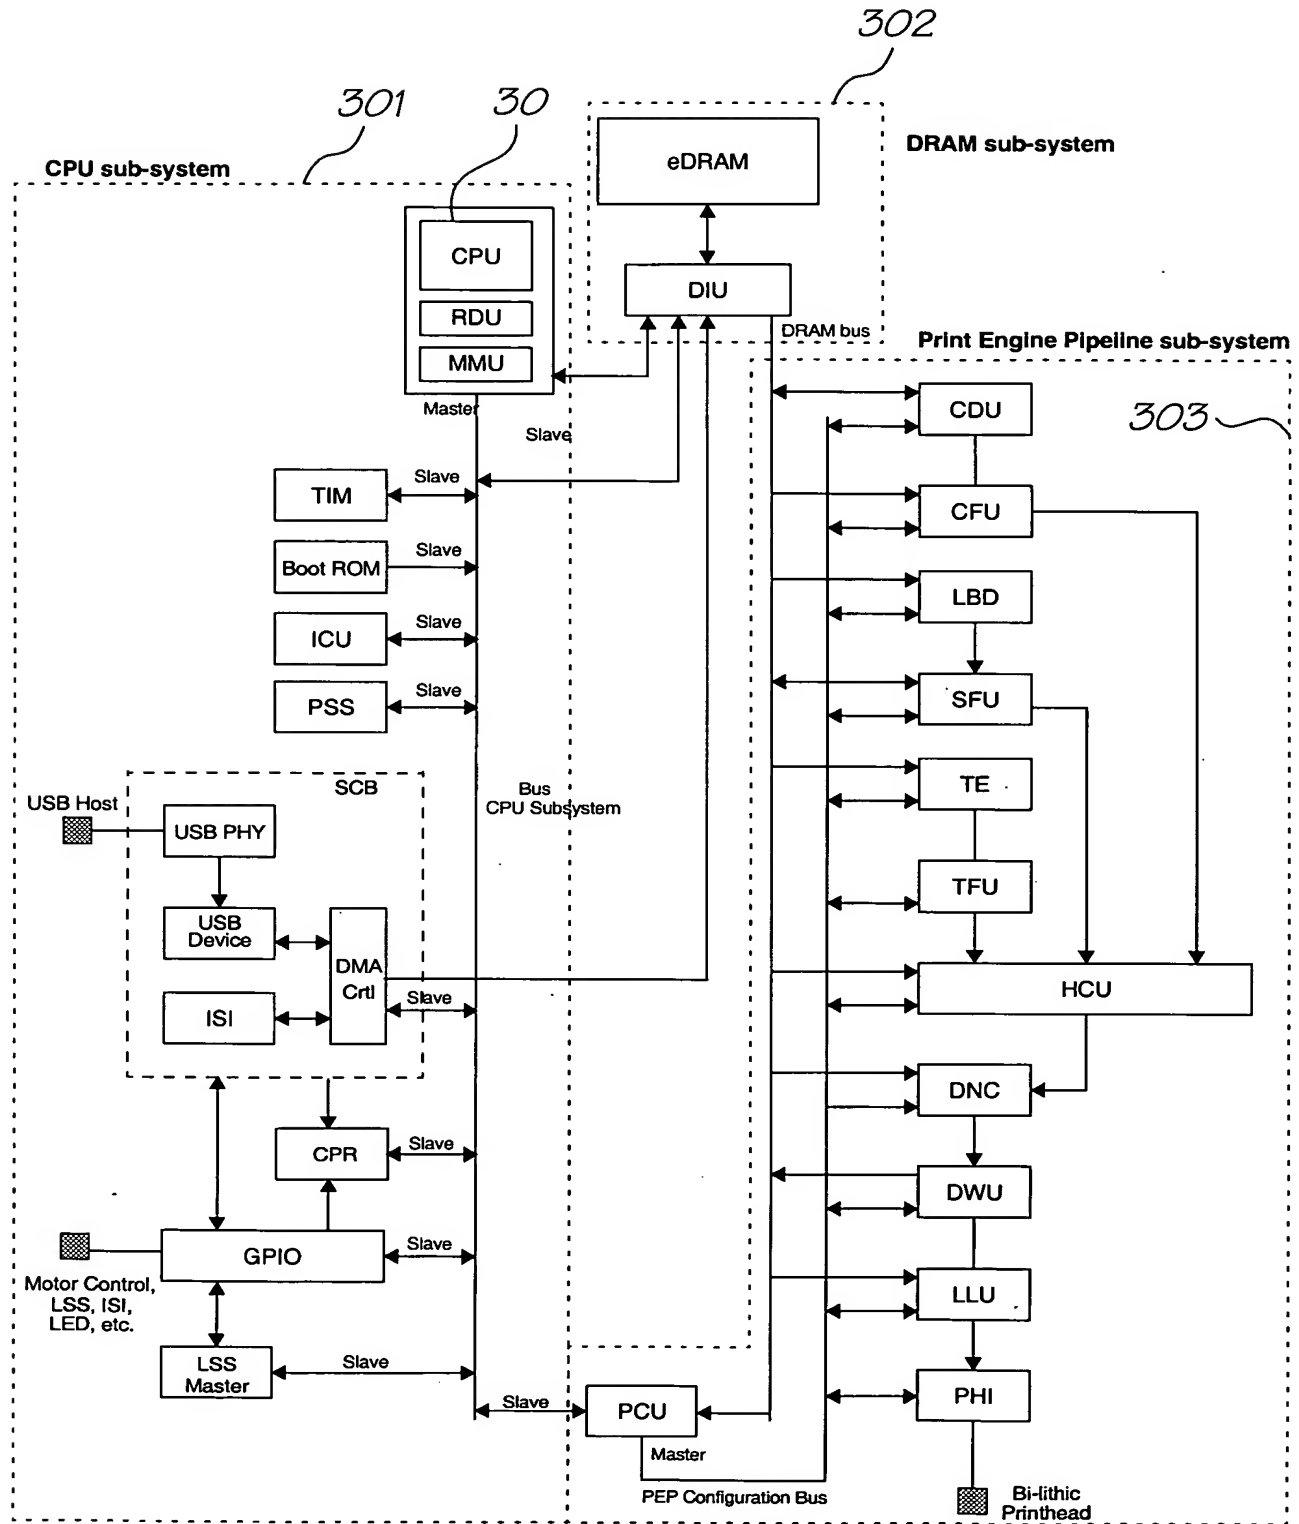 302
301
30
DRAM sub-system
CPU sub-system
eDRAM
CPU
DIU
RDU
DRAM bus
Print Engine Pipeline sub-system
MMU
Master
CDU
303
Slave
Slave
TIM
CFU
Slave
Boot ROM
LBD
Slave
ICU
Slave
PSS
SFU
SCB
Bus
CPU Subsystem
TE
USB Host
USB PHY
TFU
USB
Device
DMA
Crtl
Slave
HCU
ISI
DNC
Slave
CPR
DWU
Slave
GPIO
Motor Control,
LSS, ISI,
LED, etc.
LLU
Slave
LSS
Master
Slave
PCU
PHI
Master
PEP Configuration Bus
Bi-lithic
Printhead